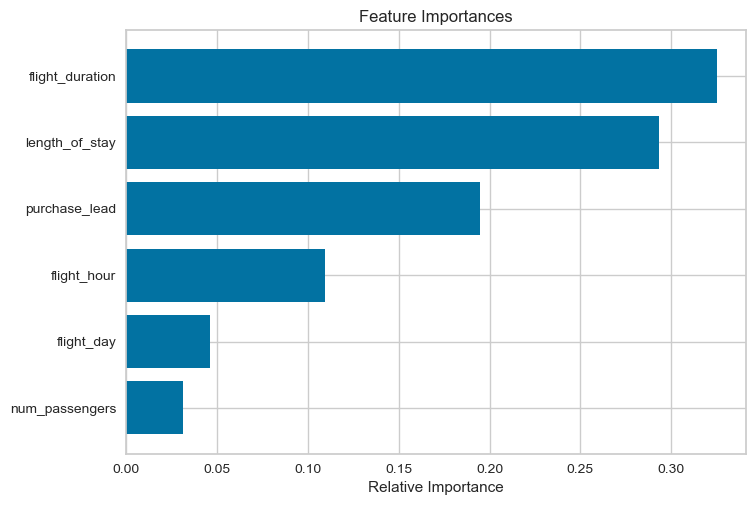 Feature Importances
flight_duration
length_of_stay
purchase_lead
flight_hour
flight_day
num_passengers
0.00 0.05 0.10 0.15 0.20 0.25 0.30
Relative Importance